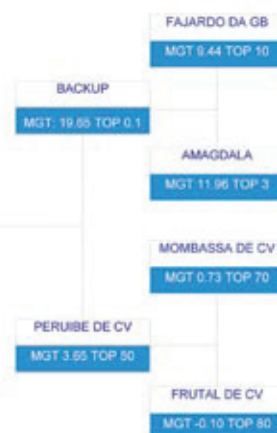 FAJARDO DA GB
MGT 9.44 TOP 10
BACKUP
MGT: 19.65 TOP 0.1
AMAGDALA
MGT 11.96 TOP 3
MOMBASSA DE CV
MGT 0.73 TOP 70
PERUIBE DE CV
MGT 3.65 TOP 50
FRUTAL DE CV
MGT -0.10 TOP 80